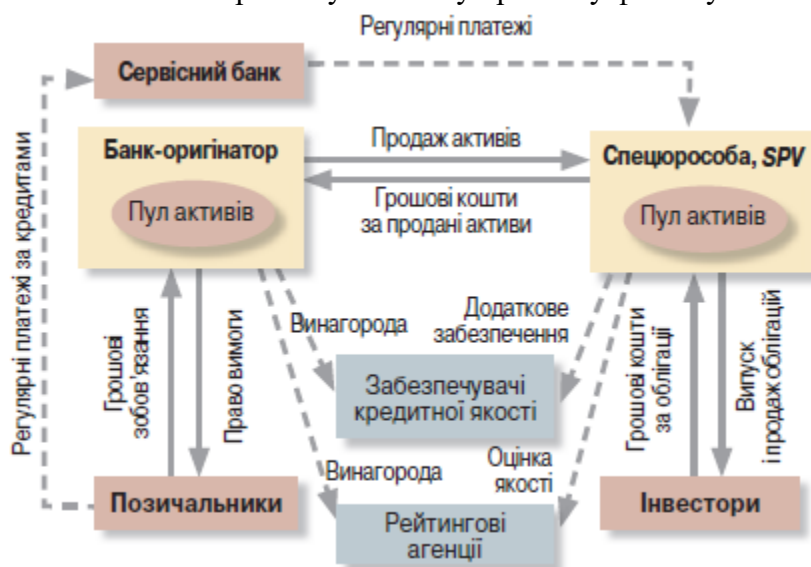 Регулярні платежі
Сервісний банк
Банк-оригінатор
Пул активів
Продаж активів
Грошові кошти
за продані активи
Спецюрособа, SPV
Пул активів
Регулярні платежі за кредитами
Грошові
зобов'язання
Право вимоги
Винагорода
Додаткове
забезпечення
Забезпечувачі
кредитної якості
Грошові кошти
за облігації
Випуск
і продаж облігацій
Винагорода
Оцінка
якості
Позичальники
Рейтингові
агенції
Інвестори